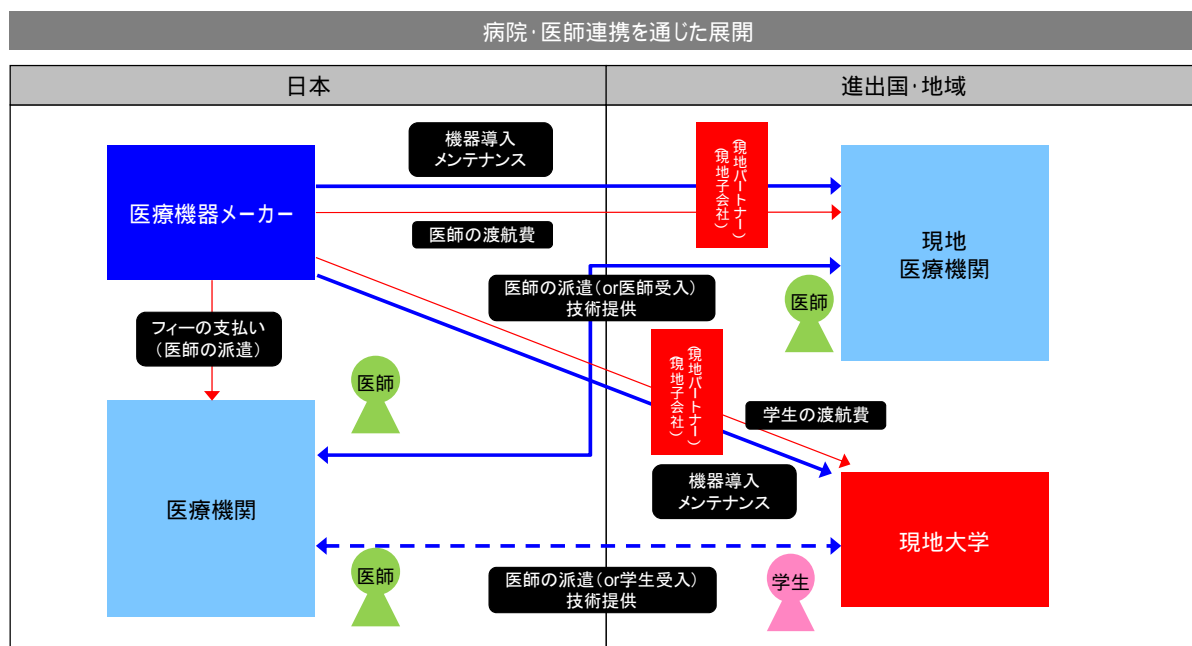 病院・医師連携を通じた展開
日本
進出国・地域
機器導入
メンテナンス
医療機器メーカー
医師の渡航費
(現地パートナー)
(現地子会社)
現地
医療機関
医師の派遣(or医師受入)
技術提供
医師
フィーの支払い
(医師の派遣)
医師
(現地パートナー)
(現地子会社)
学生の渡航費
医療機関
機器導入
メンテナンス
現地大学
医師
医師の派遣(or学生受入)
技術提供
学生